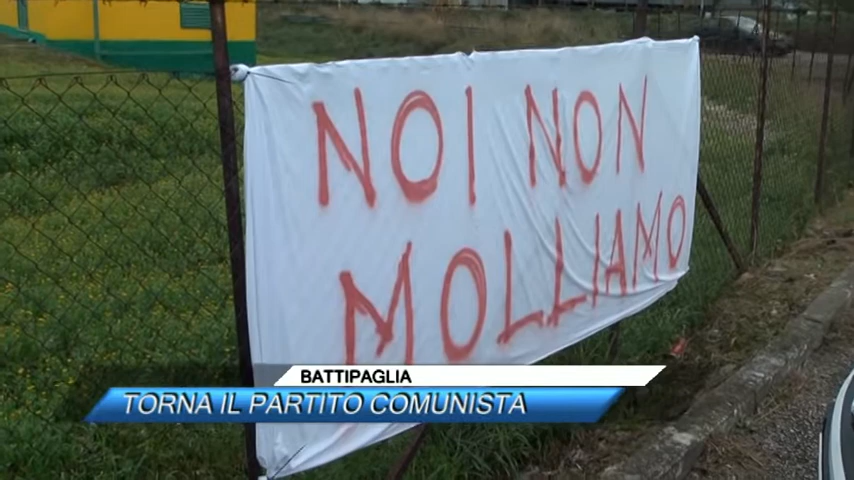 NOI NON
MOLLIAMO
BATTIPAGLIA
TORNA IL PARTITO COMUNISTA